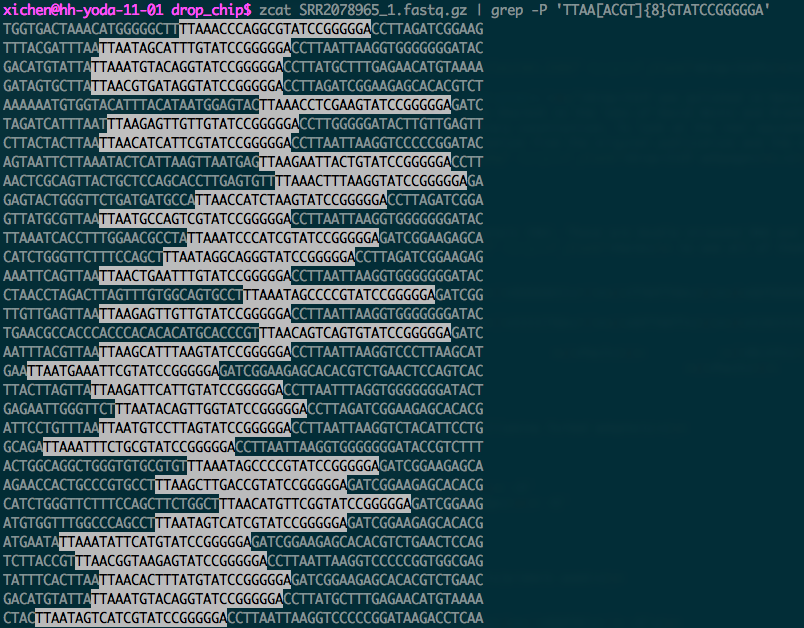 xichen@hh-yoda-11-01 drop_chip$ zcat SRR2078965_1.fastq.gz | grep -P 'TTAA[ACGT]{8}GTATCCGGGGGA'
TGGTGACTAAACATGGGGGCTTTTAAACCCAGGCGTATCCGGGGGACCTTAGATCGGAAG
TTTACGATTTAATTAATAGCATTTGTATCCGGGGGACCTTAATTAAGGTGGGGGGGATAC
GACATGTATTATTAAATGTACAGGTATCCGGGGGACCTTATGCTTTGAGAACATGTAAAA
GATAGTGCTTATTAACGTGATAGGTATCCGGGGGACCTTAGATCGGAAGAGCACACGTCT
AAAAAATGTGGTACATTTACATAATGGAGTACTTAAACCTCGAAGTATCCGGGGGAGATC
TAGATCATTTAATTTAAGAGTTGTTGTATCCGGGGGACCTTGGGGGATACTTGTTGAGTT
CTTACTACTTAATTAACATCATTCGTATCCGGGGGACCTTAATTAAGGTCCCCCGGATAC
AGTAATTCTTAAATACTCATTAAGTTAATGAGTTAAGAATTACTGTATCCGGGGGACCTT
AACTCGCAGTTACTGCTCCAGCACCTTGAGTGTTTTAAACTTTAAGGTATCCGGGGGAGA
GAGTACTGGGTTCTGATGATGCCATTAACCATCTAAGTATCCGGGGGACCTTAGATCGGA
GTTATGCGTTAATTAATGCCAGTCGTATCCGGGGGACCTTAATTAAGGTGGGGGGGATAC
TTAAATCACCTTTGGAACGCCTATTAAATCCCATCGTATCCGGGGGAGATCGGAAGAGCA
CATCTGGGTTCTTTCCAGCTTTAATAGGCAGGGTATCCGGGGGACCTTAGATCGGAAGAG
AAATTCAGTTAATTAACTGAATTTGTATCCGGGGGACCTTAATTAAGGTGGGGGGGATAC
CTAACCTAGACTTAGTTTGTGGCAGTGCCTTTAAATAGCCCCGTATCCGGGGGAGATCGG
TTGTTGAGTTAATTAAGAGTTGTTGTATCCGGGGGACCTTAATTAAGGTGGGGGGGATAC
TGAACGCCACCCACCCACACACATGCACCCGTTTAACAGTCAGTGTATCCGGGGGAGATC
AATTTACGTTAATTAAGCATTTAAGTATCCGGGGGACCTTAATTAAGGTCCCTTAAGCAT
GAATTAATGAAATTCGTATCCGGGGGAGATCGGAAGAGCACACGTCTGAACTCCAGTCAC
TTACTTAGTTATTAAGATTCATTGTATCCGGGGGACCTTAATTTAGGTGGGGGGGATACT
GAGAATTGGGTTCTTTAATACAGTTGGTATCCGGGGGACCTTAGATCGGAAGAGCACACG
ATTCCTGTTTAATTAATGTCCTTAGTATCCGGGGGACCTTAATTAAGGTCTACATTCCTG
GCAGATTAAATTTCTGCGTATCCGGGGGACCTTAATTAAGGTGGGGGGGATACCGTCTTT
ACTGGCAGGCTGGGTGTGCGTGTTTAAATAGCCCCGTATCCGGGGGAGATCGGAAGAGCA
AGAACCACTGCCCGTGCCTTTAAGCTTGACCGTATCCGGGGGAGATCGGAAGAGCACACG
CATCTGGGTTCTTTCCAGCTTCTGGCTTTAACATGTTCGGTATCCGGGGGAGATCGGAAG
ATGTGGTTTGGCCCAGCCTTTAATAGTCATCGTATCCGGGGGAGATCGGAAGAGCACACG
ATGAATATTAAATATTCATGTATCCGGGGGAGATCGGAAGAGCACACGTCTGAACTCCAG
TCTTACCGTTTAACGGTAAGAGTATCCGGGGGACCTTAATTAAGGTCCCCCGGTGGCGAG
TATTTCACTTAATTAACACTTTATGTATCCGGGGGAGATCGGAAGAGCACACGTCTGAAC
GACATGTATTATTAAATGTACAGGTATCCGGGGGACCTTATGCTTTGAGAACATGTAAAA
CTACTTAATAGTCATCGTATCCGGGGGACCTTAATTAAGGTCCCCCGGATAAGACCTCAA